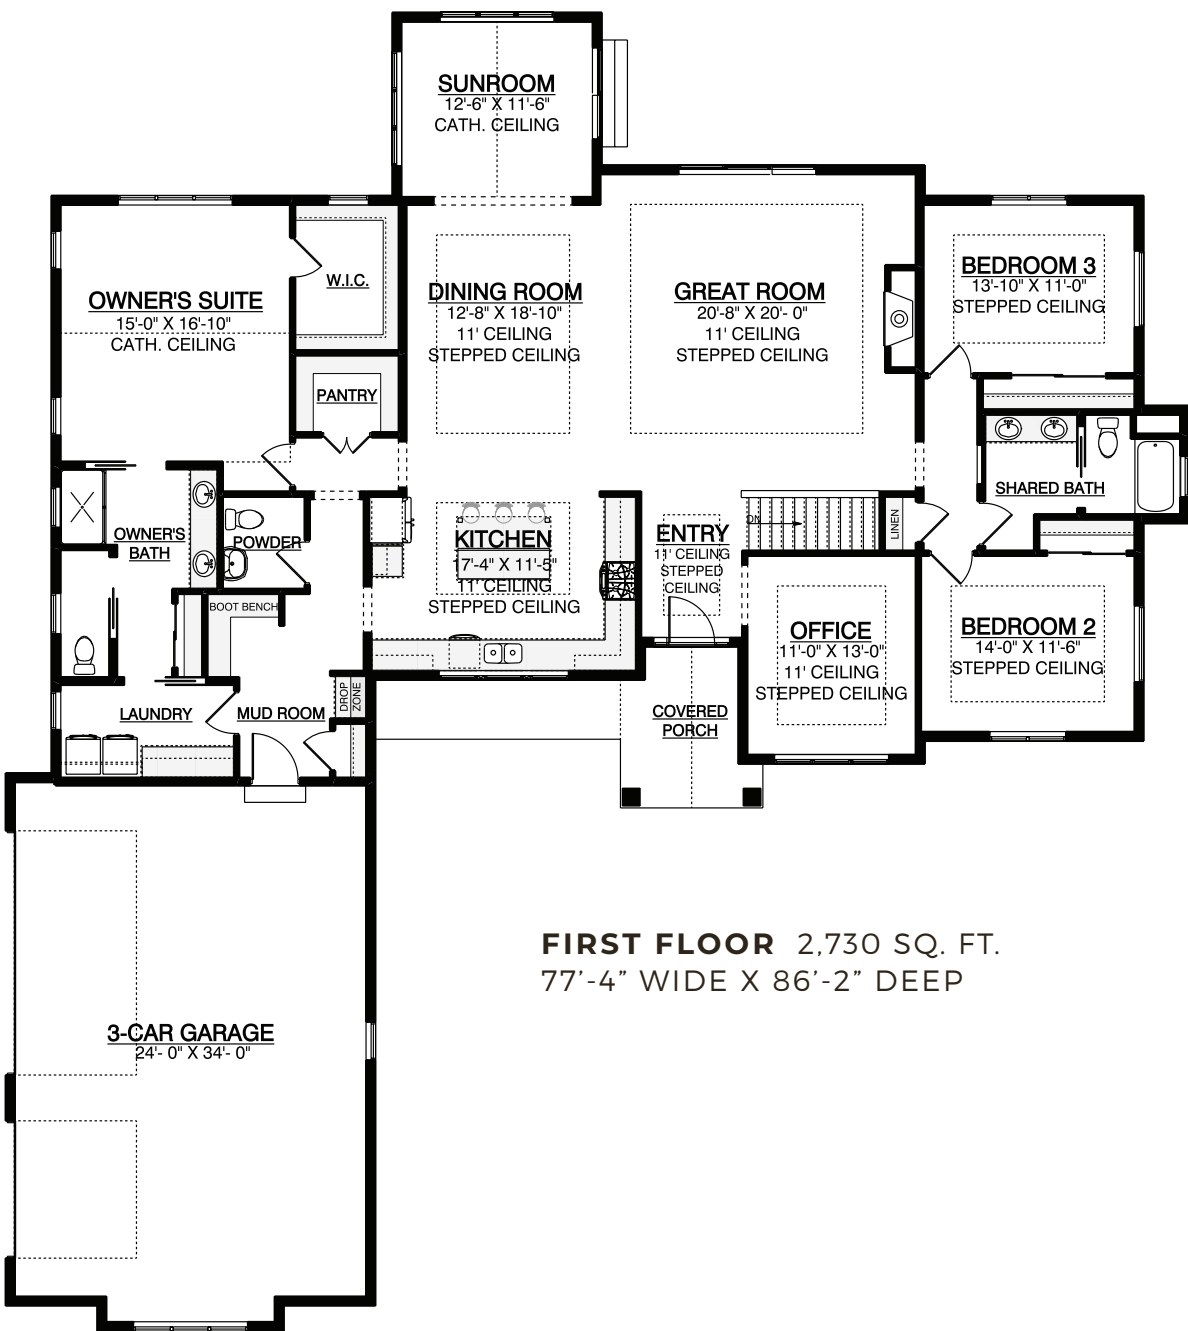 SUNROOM
12'-6" X 11'-6"
CATH. CEILING
OWNER'S SUITE
15'-0" X 16'-10"
CATH. CEILING
W.I.C.
PANTRY
DINING ROOM
12'-8" X 18'-10"
11' CEILING
STEPPED CEILING
GREAT ROOM
20'-8" X 20'- 0"
11' CEILING
STEPPED CEILING
BEDROOM 3
13'-10" X 11'-0"
STEPPED CEILING
SHARED BATH
LINEN
DN
OWNER'S
BATH
POWDER
BOOT BENCH
KITCHEN
17'-4" X 11'-5"
11' CEILING
STEPPED CEILING
ENTRY
11' CEILING
STEPPED
CEILING
OFFICE
11'-0" X 13'-0"
11' CEILING
STEPPED CEILING
BEDROOM 2
14'-0" X 11'-6"
STEPPED CEILING
LAUNDRY
MUD ROOM
DROP
ZONE
COVERED
PORCH
FIRST FLOOR 2,730 SQ. FT.
77'-4” WIDE X 86'-2” DEEP
3-CAR GARAGE
24'- 0" X 34'- 0"